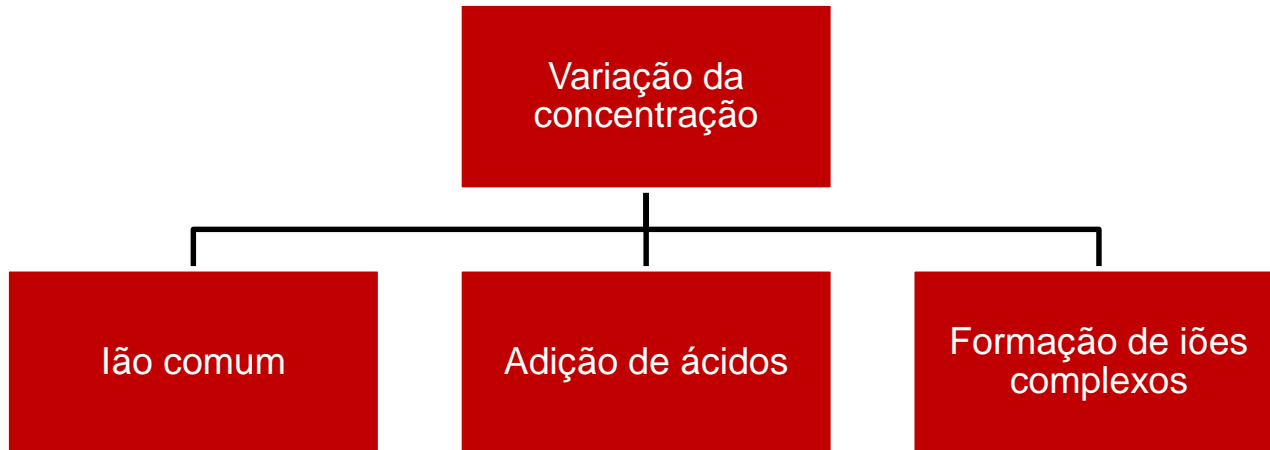 Variação da
concentração
Ião comum
Adição de ácidos
Formação de iões
complexos